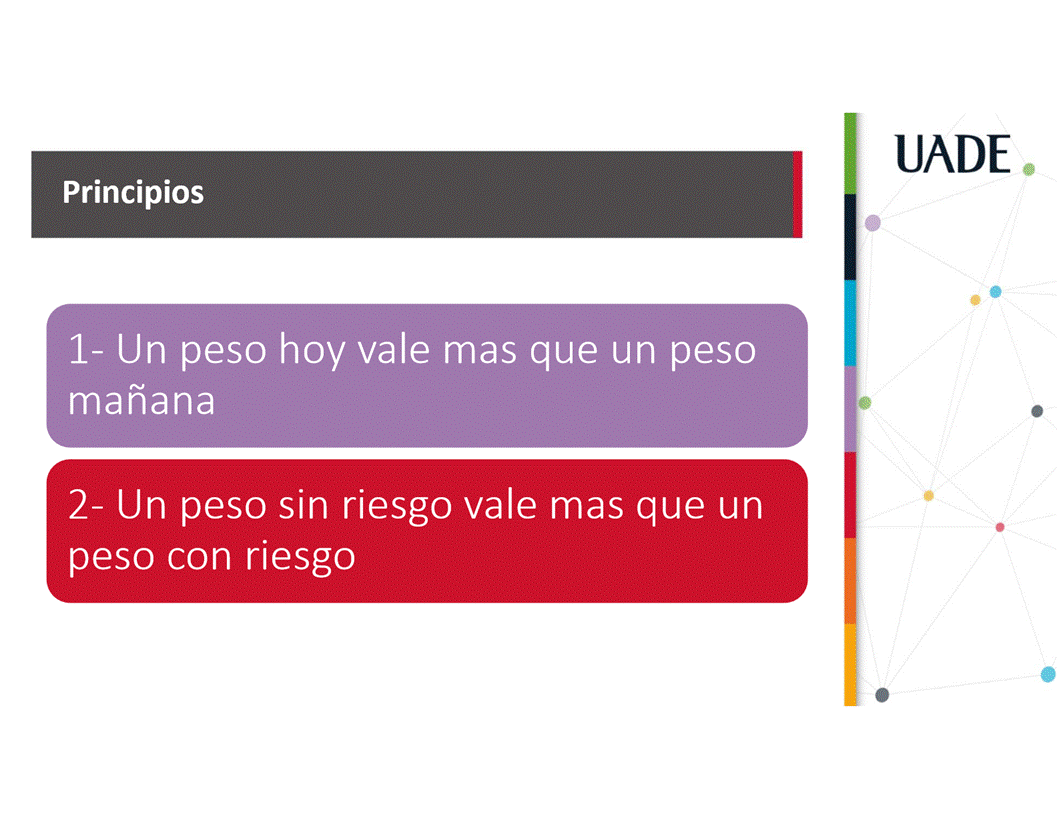 UADE
Principios
1- Un peso hoy vale mas que un peso
mañana
2- Un peso sin riesgo vale mas que un
peso con riesgo